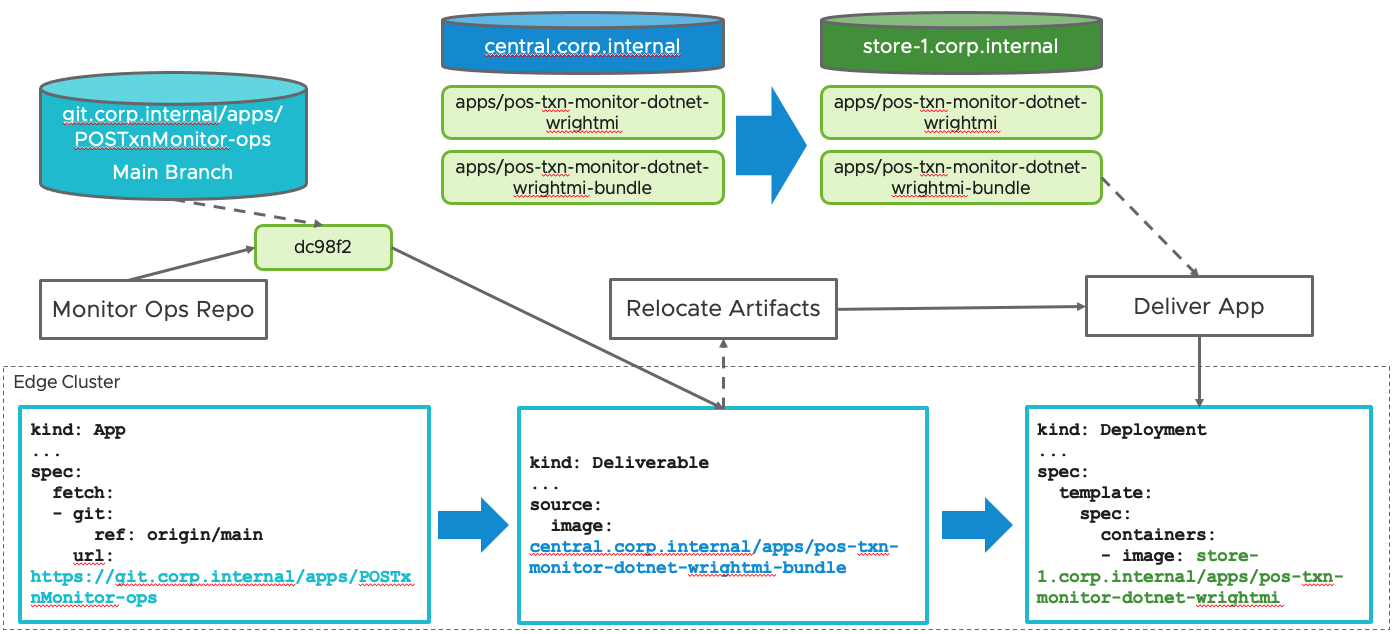 central.corp.internal
store-1.corp.internal
git.corp.internal/apps/
POSTxnMonitor-ops
Main Branch
apps/pos-txn-monitor-dotnet-
wrightmi
apps/pos-txn-monitor-dotnet-
wrightmi
apps/pos-txn-monitor-dotnet-
wrightmi-bundle
apps/pos-txn-monitor-dotnet-
wrightmi-bundle
dc98f2
Monitor Ops Repo
Relocate Artifacts
Deliver App
Edge Cluster
kind: App
...
spec:
  fetch:
  - git:
      ref: origin/main
    url:
https://git.corp.internal/apps/POSTx
nMonitor-ops
kind: Deliverable
...
source:
  image:
central.corp.internal/apps/pos-txn-
monitor-dotnet-wrightmi-bundle
kind: Deployment
...
spec:
  template:
    spec:
      containers:
      - image: store-
1.corp.internal/apps/pos-txn-
monitor-dotnet-wrightmi